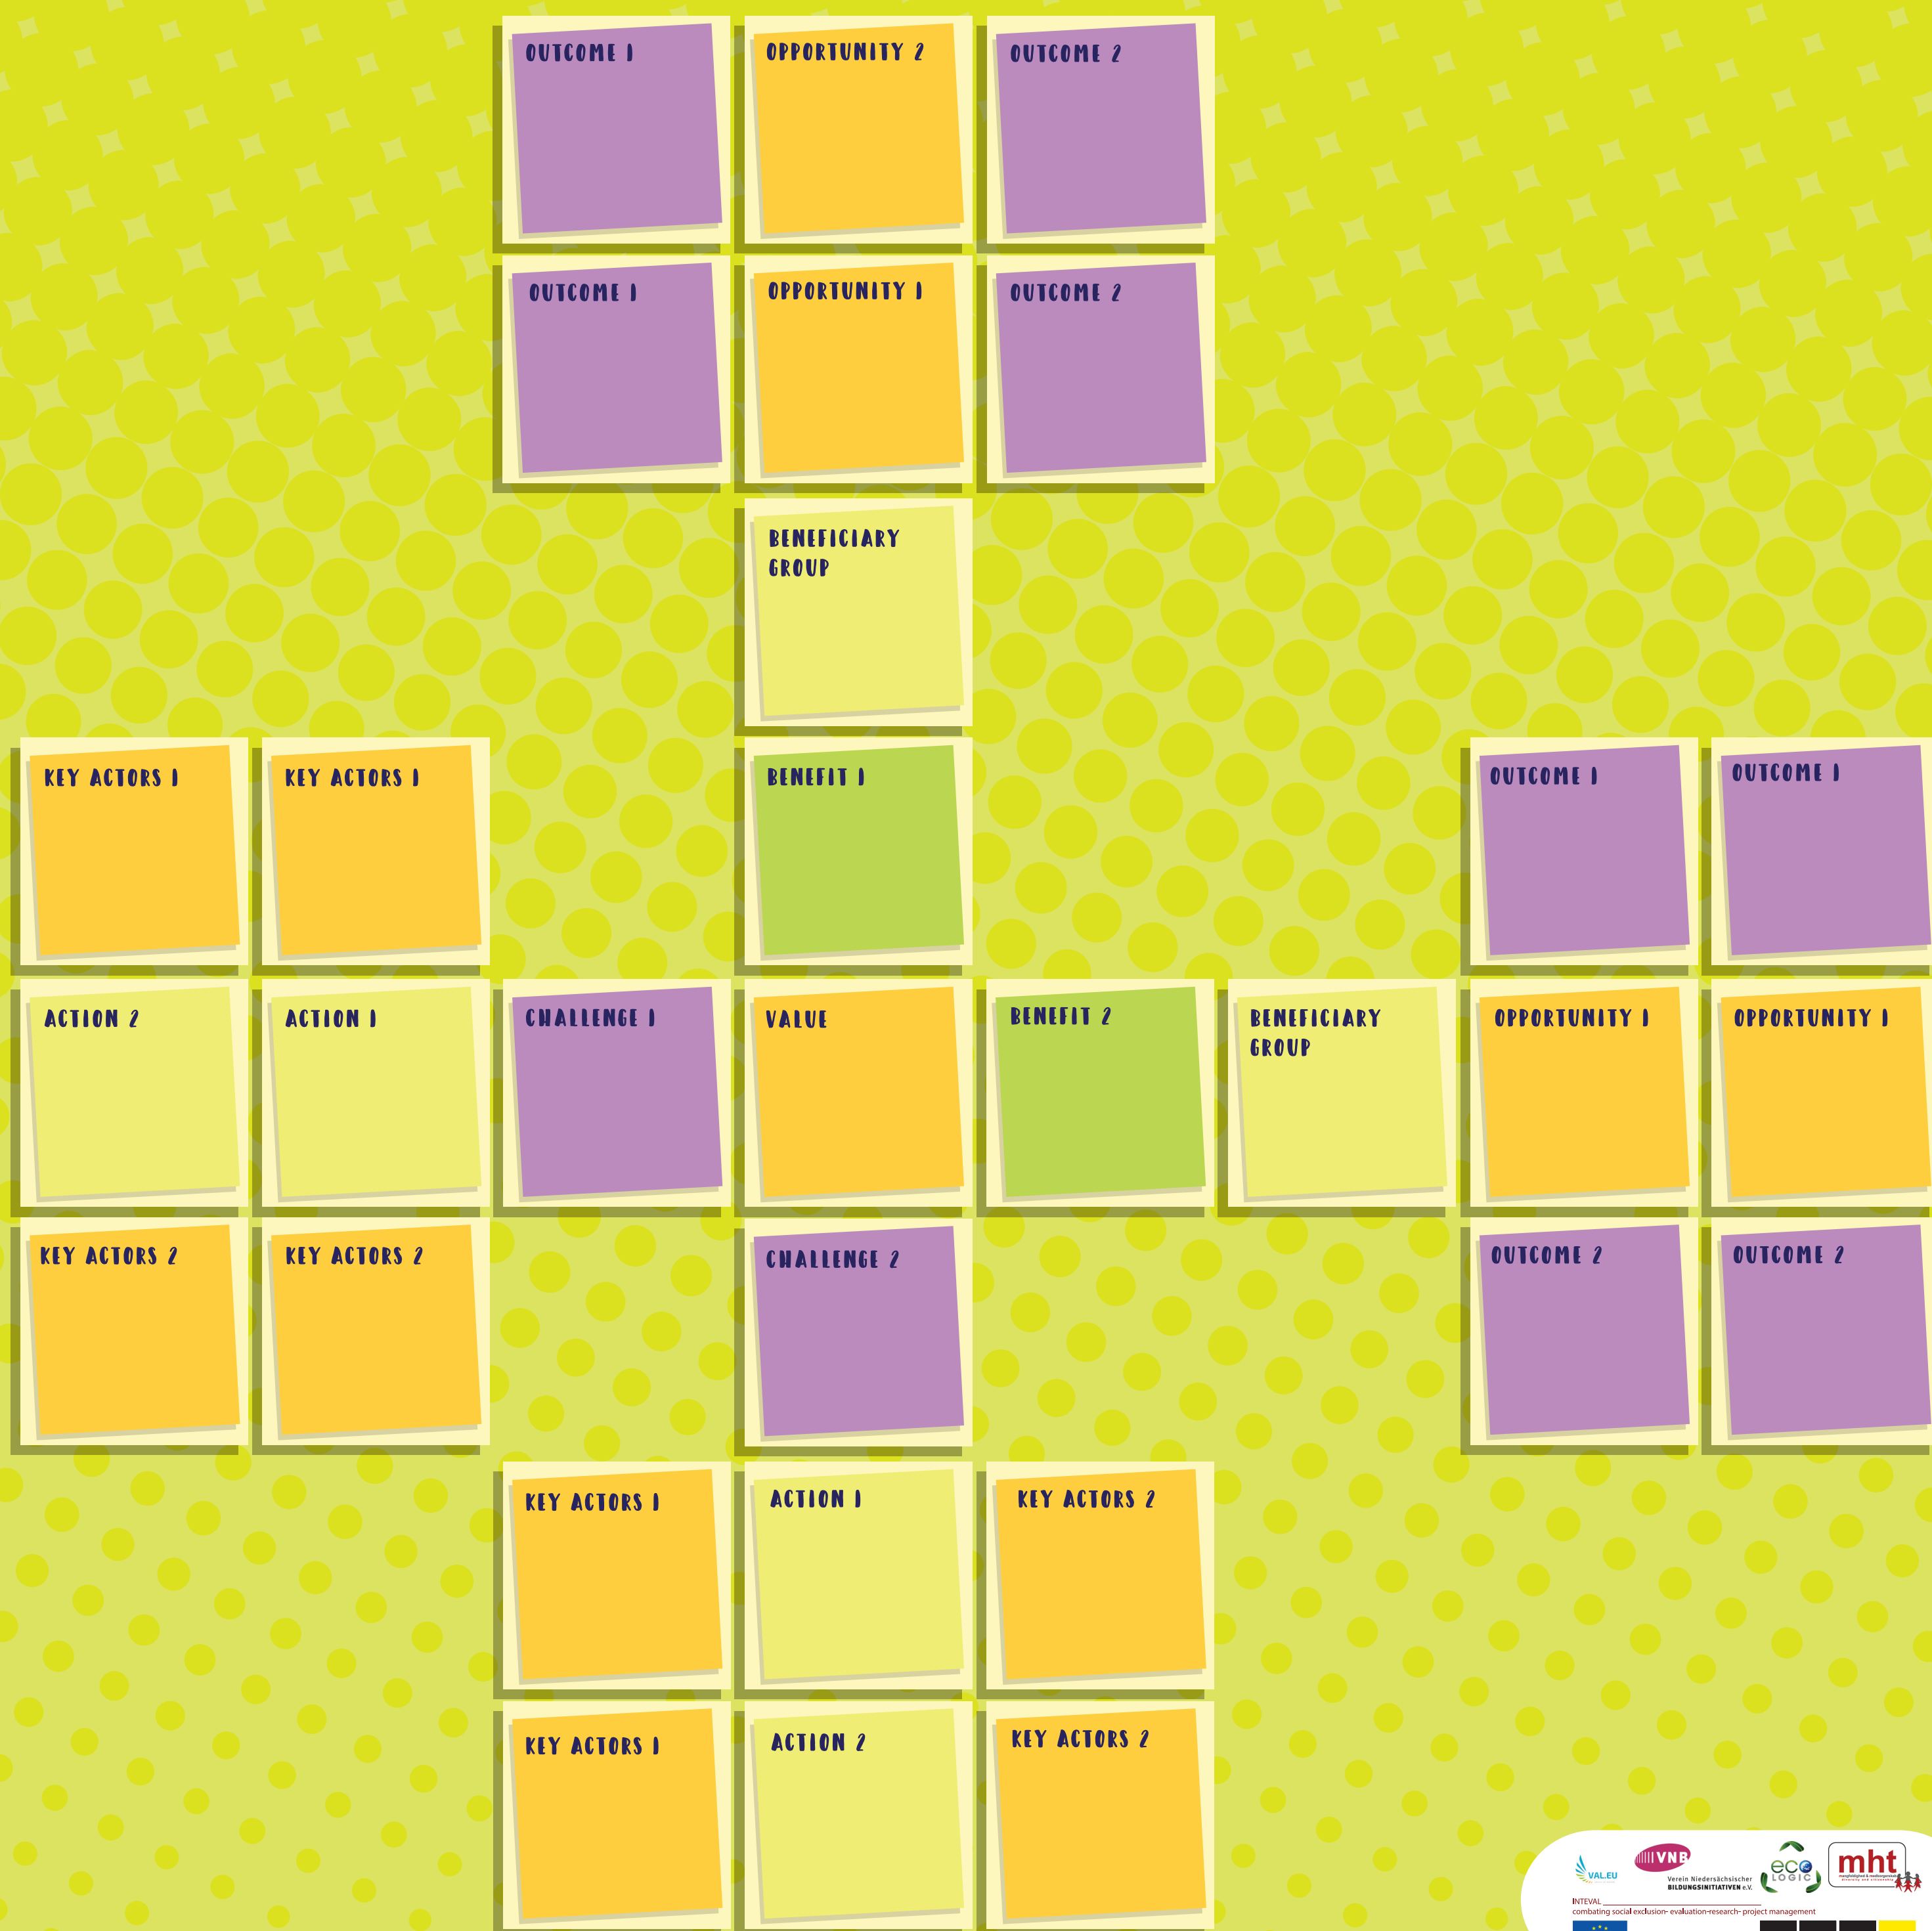 OUTCOME 1
OPPORTUNITY 2
OUTCOME 2
OUTCOME 1
OPPORTUNITY 1
OUTCOME 2
BENEFICIARY
GROUP
KEY ACTORS 1
KEY ACTORS 1
BENEFIT 1
OUTCOME 1
OUTCOME 1
ACTION 2
ACTION 1
CHALLENGE 1
VALUE
BENEFIT 2
BENEFICIARY
GROUP
OPPORTUNITY 1
OPPORTUNITY 1
KEY ACTORS 2
KEY ACTORS 2
CHALLENGE 2
OUTCOME 2
OUTCOME 2
KEY ACTORS 1
ACTION 1
KEY ACTORS 2
KEY ACTORS 1
ACTION 2
KEY ACTORS 2
VAL.EU
VNB
Verein Niedersächsischer
BILDUNGSINITIATIVEN e.V.
eco
LOGIC
mht
INTEVAL
combating social exclusion- evaluation-research- project management